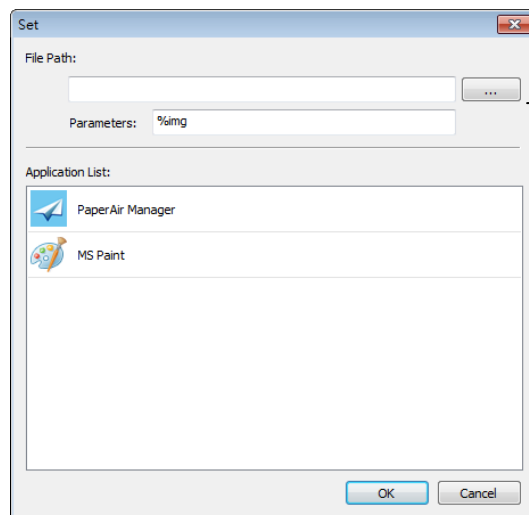 Set
File Path:
...
Parameters: %img
Application List:
PaperAir Manager
MS Paint
OK Cancel